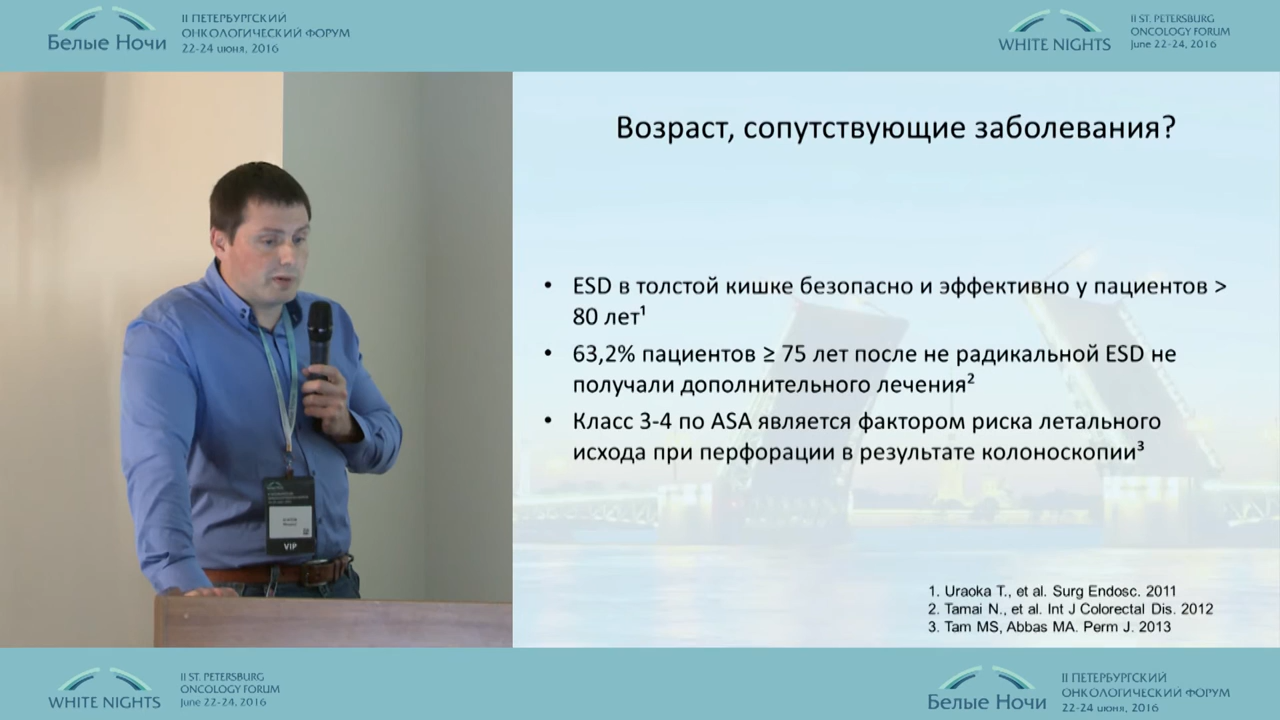 Белые Ночи
II ПЕТЕРБУРГСКИЙ
ОНКОЛОГИЧЕСКИЙ ФОРУМ
22-24 июня, 2016
WHITE NIGHTS
II ST. PETERSBURG
ONCOLOGY FORUM
June 22-24, 2016
Возраст, сопутствующие заболевания?
• ESD в толстой кишке безопасно и эффективно у пациентов >
80 лет¹
• 63,2% пациентов ≥ 75 лет после не радикальной ESD не
получали дополнительного лечения²
• Класс 3-4 по ASA является фактором риска летального
исхода при перфорации в результате колоноскопии³
1. Uraoka T., et al. Surg Endosc. 2011
2. Tamai N., et al. Int J Colorectal Dis. 2012
3. Tam MS, Abbas MA. Perm J. 2013
VIP
WHITE NIGHTS
II ST. PETERSBURG
ONCOLOGY FORUM
June 22-24, 2016
Белые Ночи
II ПЕТЕРБУРГСКИЙ
ОНКОЛОГИЧЕСКИЙ ФОРУМ
22-24 июня, 2016